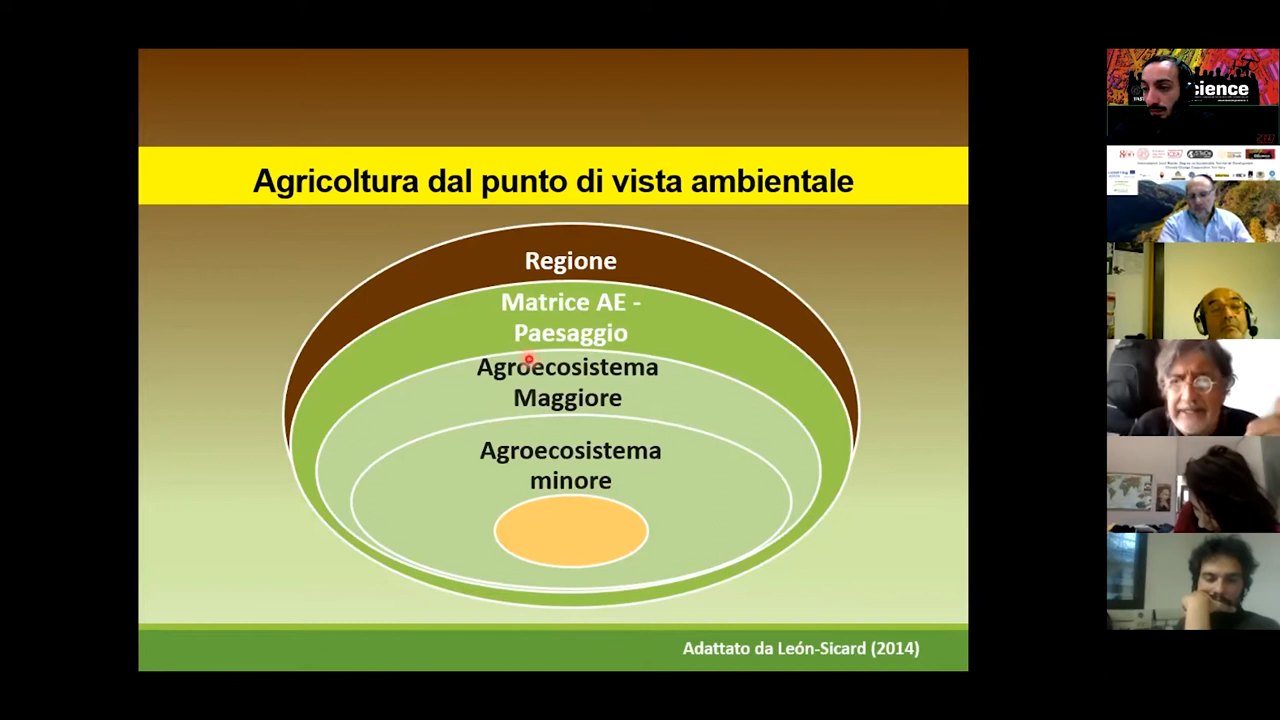 Agricoltura dal punto di vista ambientale
Regione
Matrice AE -
Paesaggio
Agroecosistema
Maggiore
Agroecosistema
minore
Adattato da León-Sicard (2014)
cience